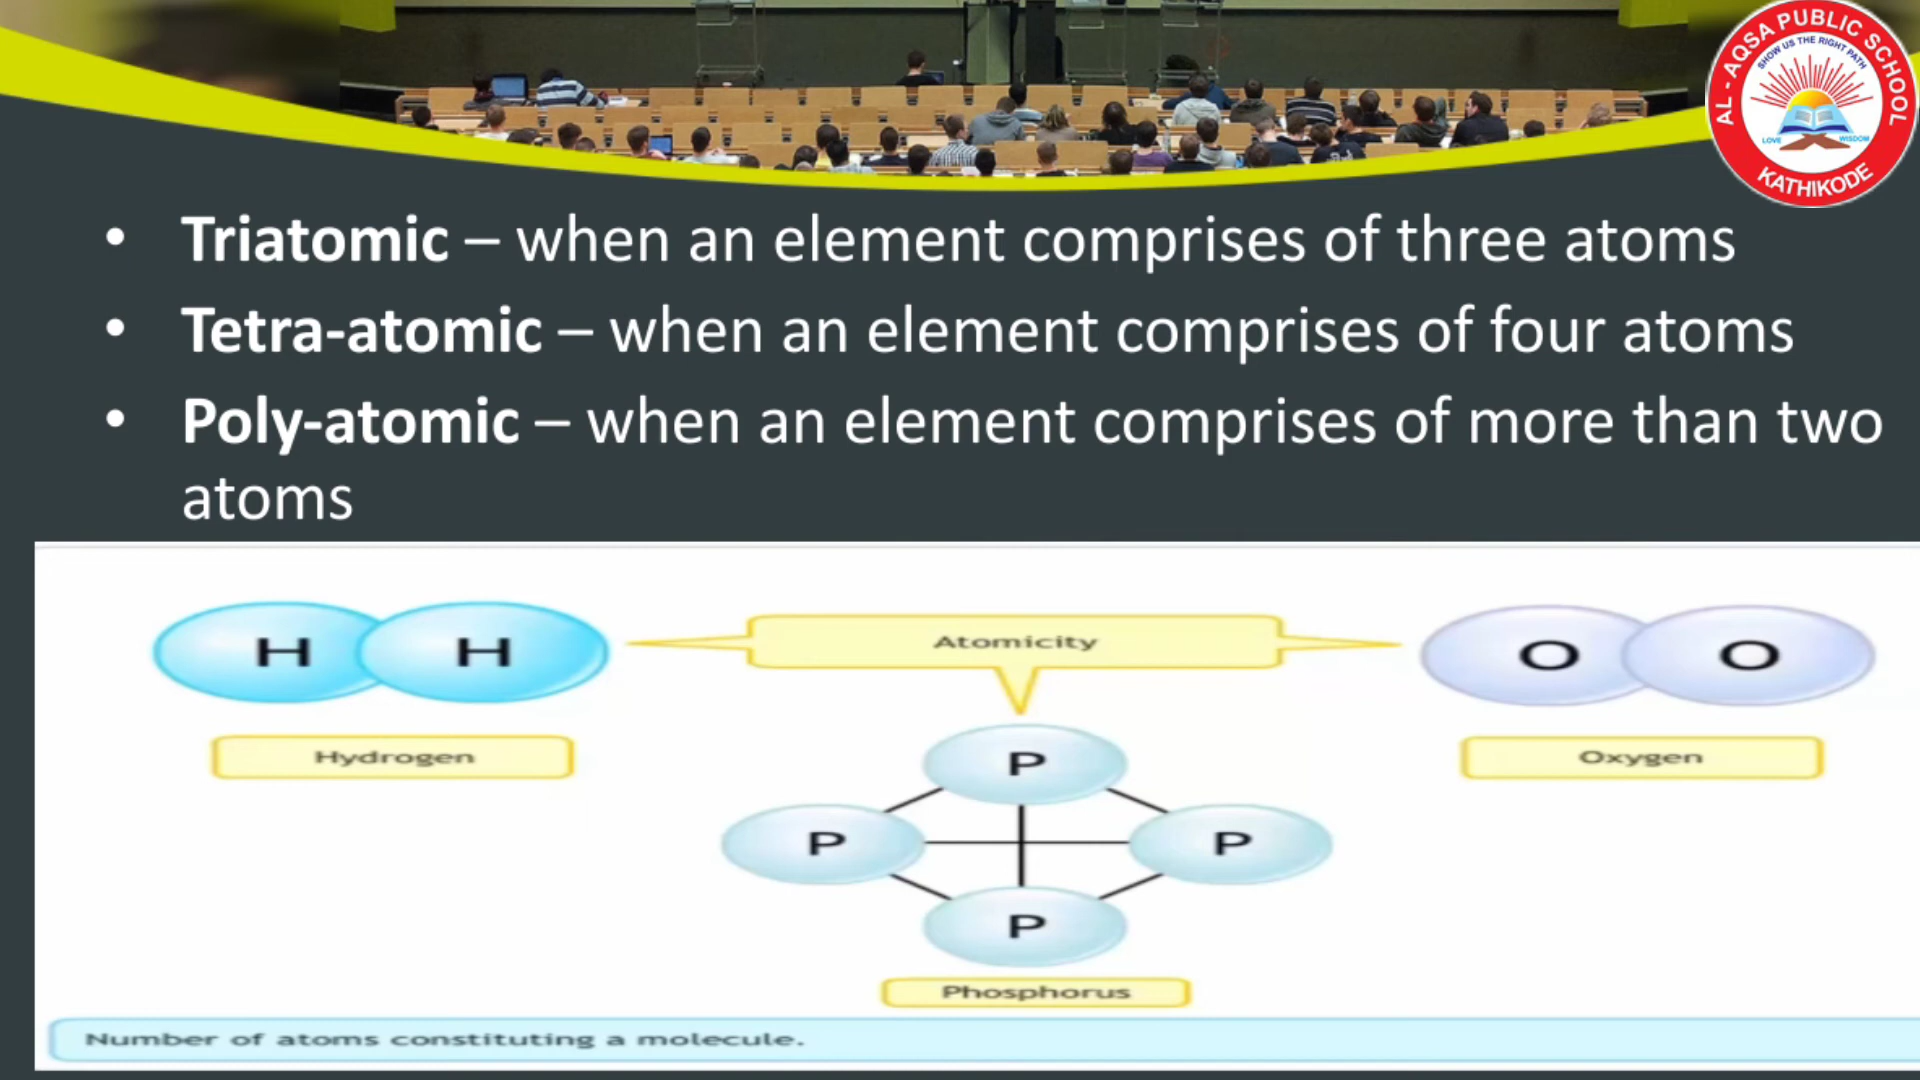 AL - AQSA PUBLIC SCHOOL
SHOW US THE RIGHT PATH
LOVE WISDOM
KATHIKODE
• Triatomic – when an element comprises of three atoms
• Tetra-atomic – when an element comprises of four atoms
• Poly-atomic – when an element comprises of more than two
atoms
H H
Atomicity
O O
Hydrogen
Oxygen
P
P P
P
Phosphorus
Number of atoms constituting a molecule.